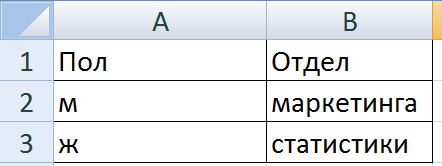 A B
1 Пол Отдел
2 м маркетинга
3 ж статистики